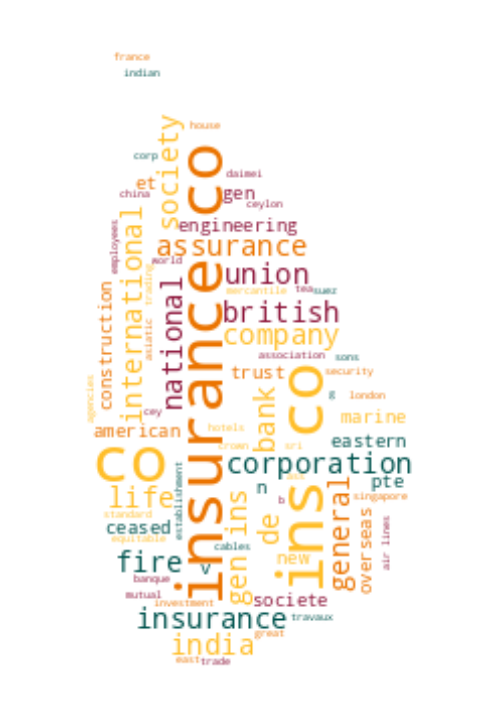 france
indian
house
society
corp
daimei
et
china
gen
ceylon
engineering
employees
assurance
insurance co
world
international
union
trading
national
mercantile
tea
suez
construction
british
asiatic
company
association
sons
trust
security
ins co
agencies
bank
g
london
cey
marine
american
hotels
eastern
crown
sri
co
corporation
establishment
ass
pte
n
life
gen ins
de
b
general
singapore
standard
overseas
air lines
ceased
equitable
cables
fire
v
new
banque
mutual
investment
societe
insurance
travaux
great
india
east
trade